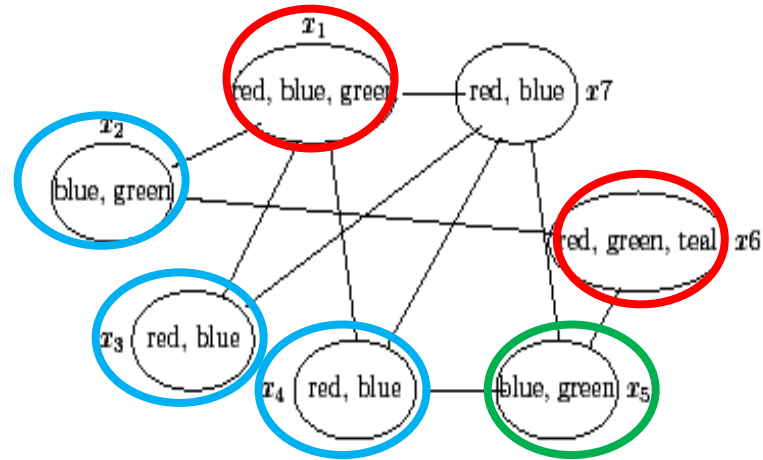 x1
red, blue, green
red, blue x7
x2
blue, green
red, green, teal x6
x3 red, blue
x4 red, blue
blue, green x5